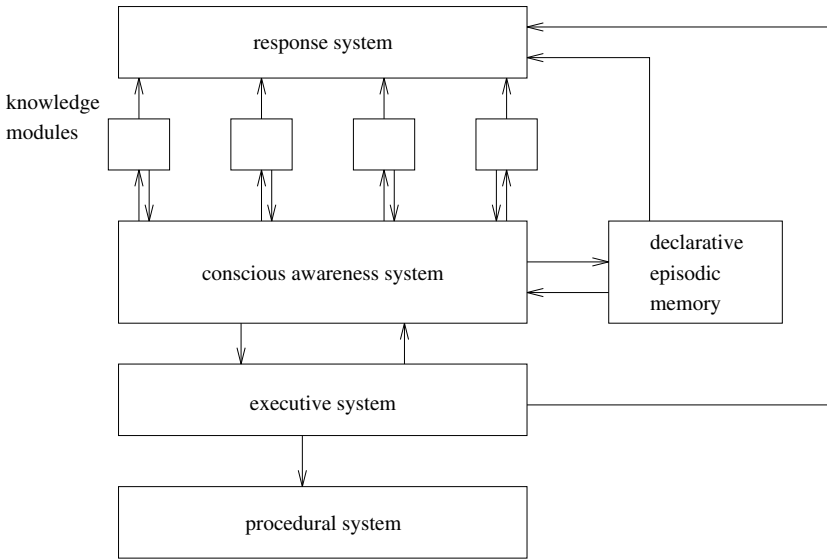 response system
knowledge
modules
declarative
episodic
memory
conscious awareness system
executive system
procedural system